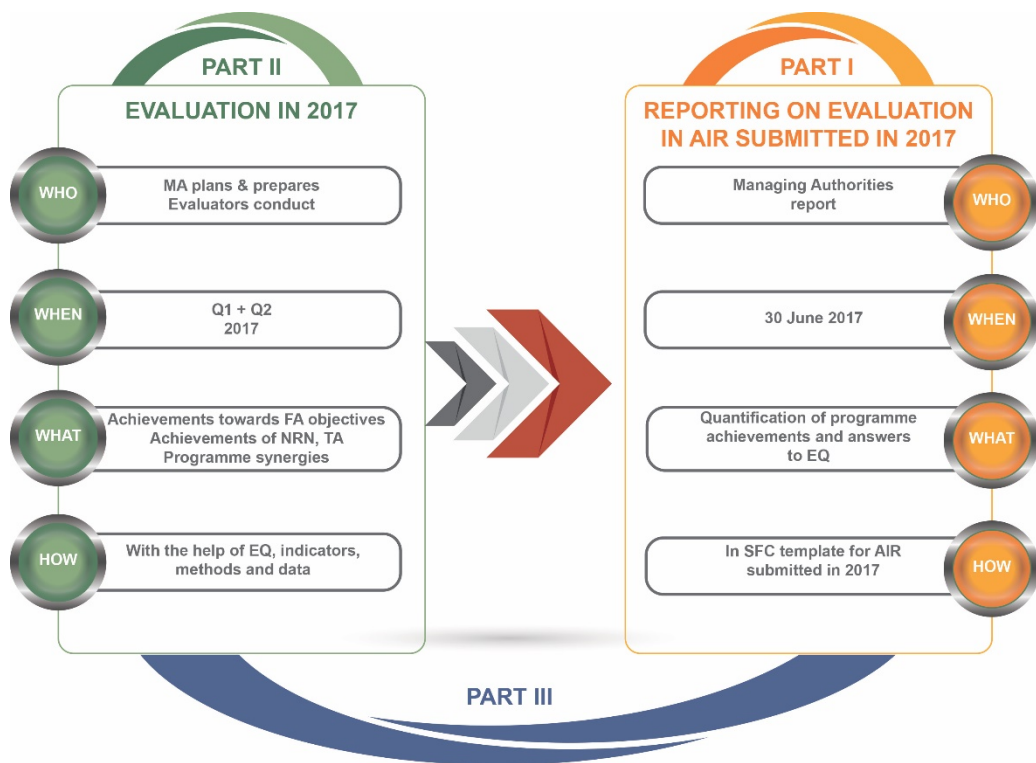 PART II
EVALUATION IN 2017
WHO
MA plans & prepares
Evaluators conduct
WHEN
Q1 + Q2
2017
WHAT
Achievements towards FA objectives
Achievements of NRN, TA
Programme synergies
HOW
With the help of EQ, indicators,
methods and data
PART I
REPORTING ON EVALUATION
IN AIR SUBMITTED IN 2017
Managing Authorities
report
WHO
30 June 2017
WHEN
Quantification of programme
achievements and answers
to EQ
WHAT
In SFC template for AIR
submitted in 2017
HOW
PART III